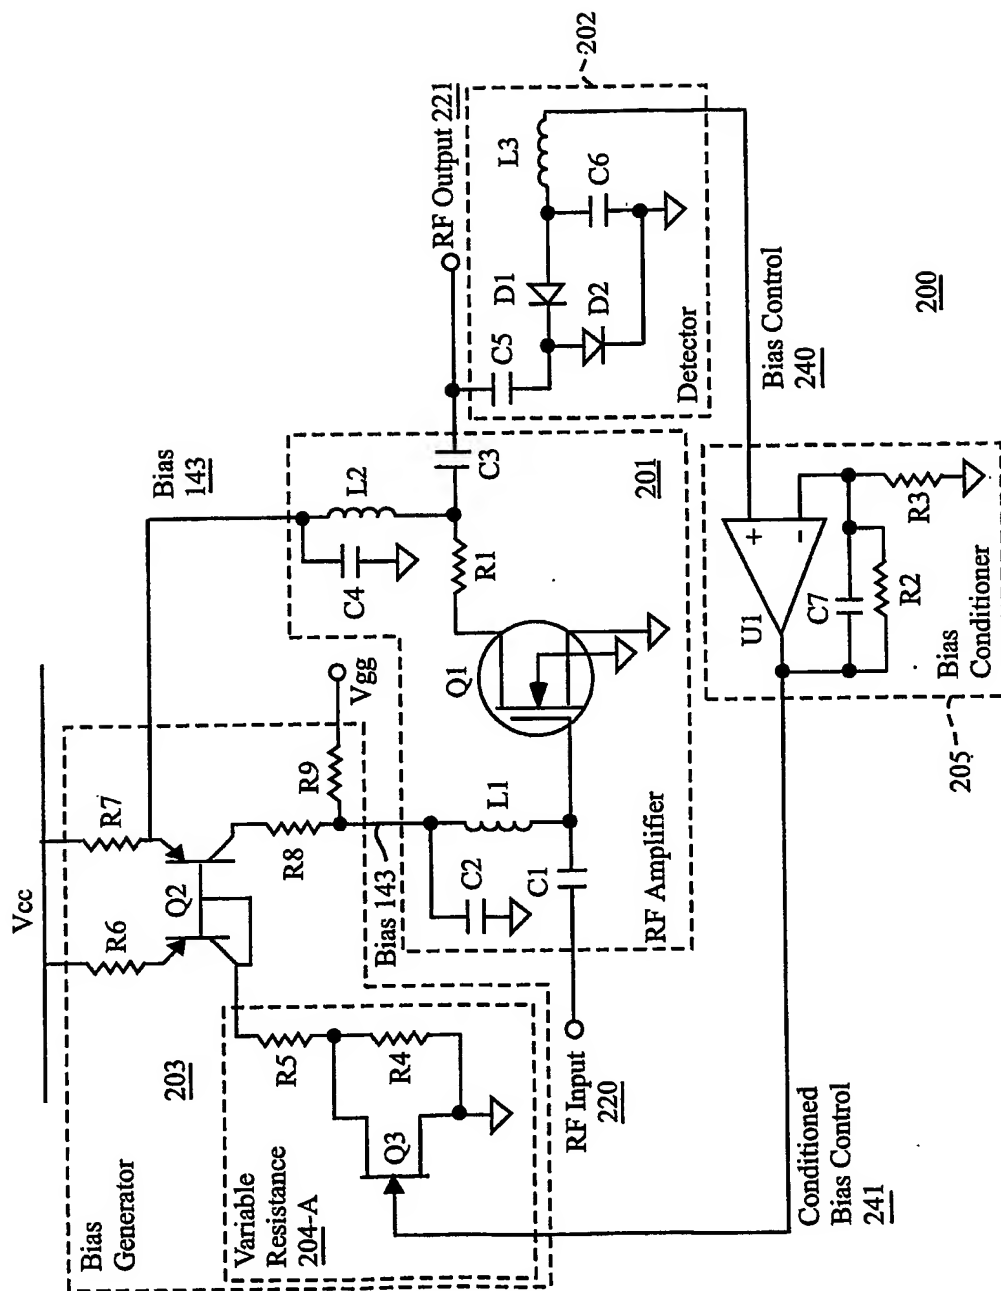 Vcc
R6
R7
Q2
203
Bias
Generator
R8
R9
Vgg
Bias 143
Variable
Resistance
204-A
R5
R4
Q3
RF Input
220
C2
L1
C1
RF Amplifier
Q1
R1
C4
L2
Bias
143
C3
201
RF Output 221
202
C5
D1
D2
L3
C6
Detector
Bias Control
240
U1
+
-
C7
R2
R3
Bias
Conditioner
205
Conditioned
Bias Control
241
200